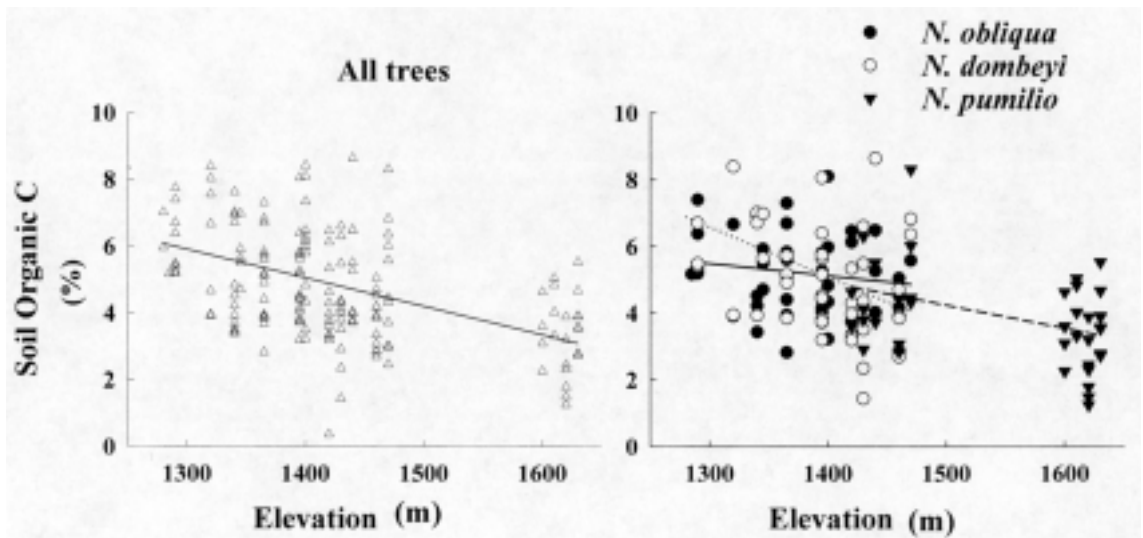 N. obliqua
N. dombeyi
N. pumilio
All trees
Soil Organic C
(%)
10
8
6
4
2
0
1300 1400 1500 1600
Elevation (m)
10
8
6
4
2
0
1300 1400 1500 1600
Elevation (m)